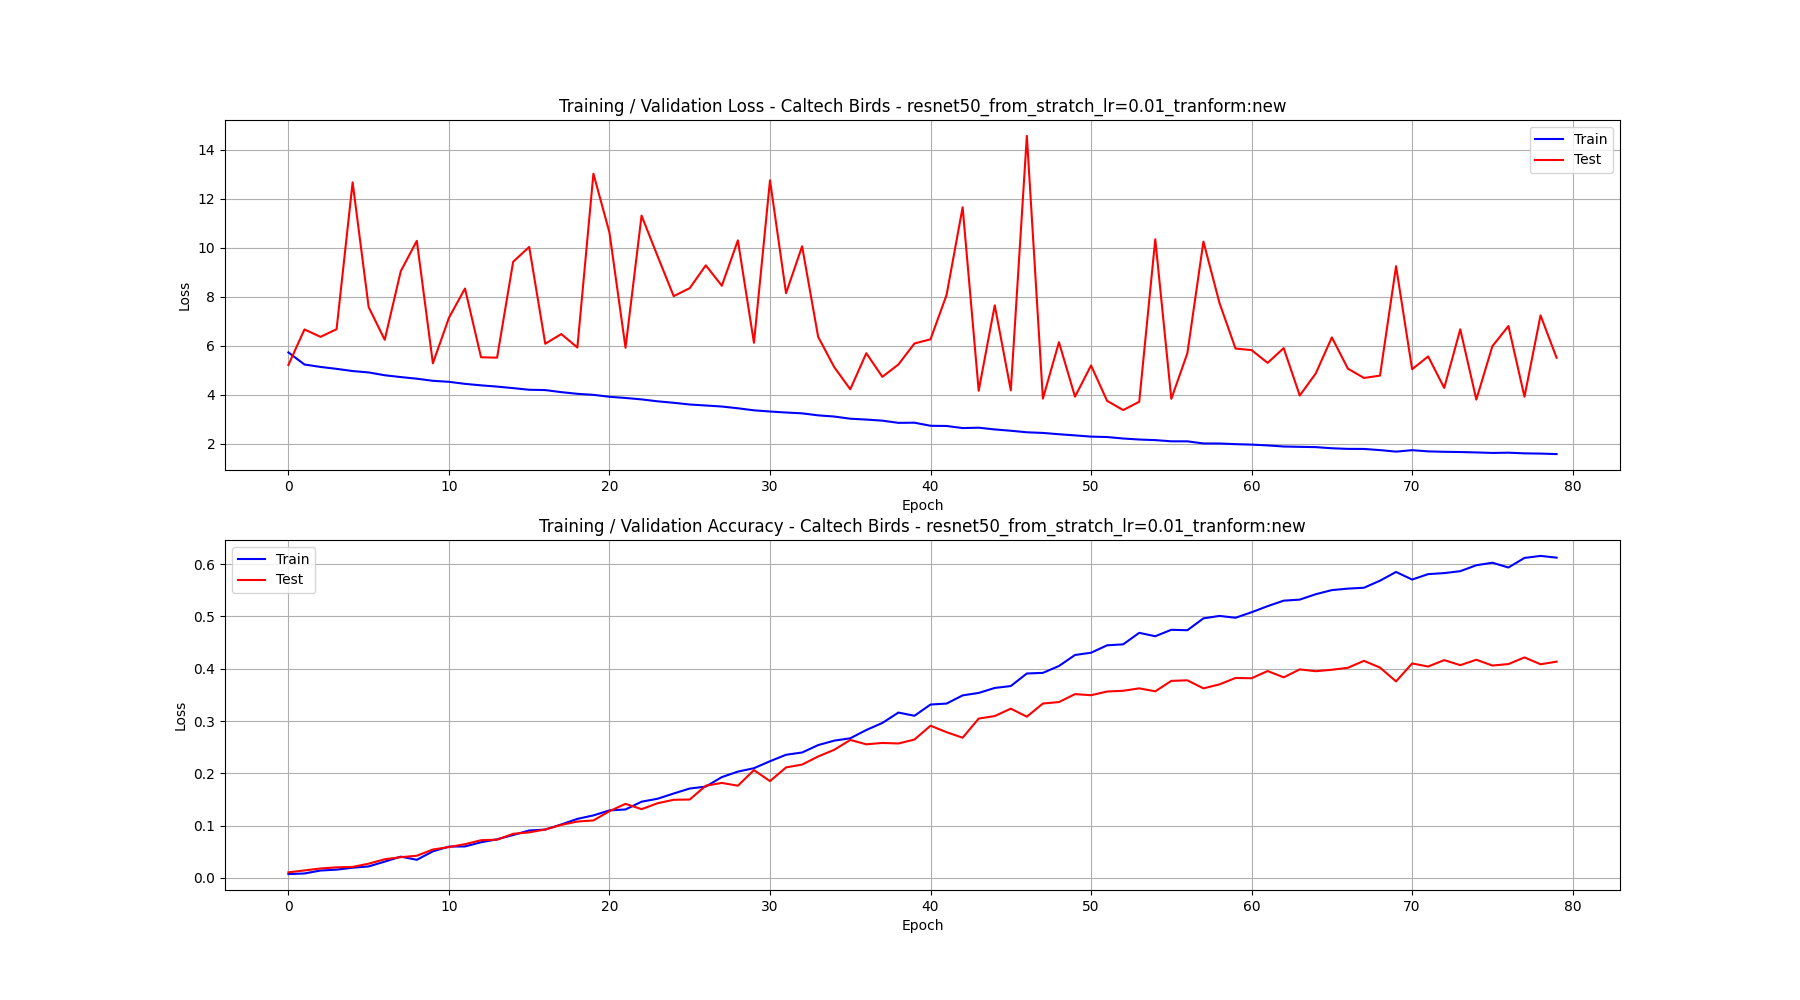 Training / Validation Loss - Caltech Birds - resnet50_from_stratch_lr=0.01_tranform:new
Train
Test
14
12
10
8
6
4
2
Loss
0 10 20 30 40 50 60 70 80
Epoch
Training / Validation Accuracy - Caltech Birds - resnet50_from_stratch_lr=0.01_tranform:new
Train
Test
0.6
0.5
0.4
0.3
0.2
0.1
0.0
Loss
0 10 20 30 40 50 60 70 80
Epoch